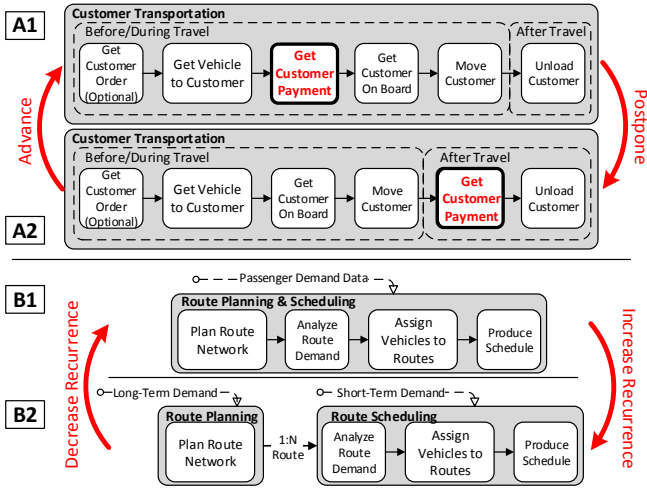 A1
Customer Transportation
Before/During Travel
After Travel
Get
Customer
Order
(Optional)
Get Vehicle
to Customer
Get
Customer
Payment
Get
Customer
On Board
Move
Customer
Unload
Customer
Advance
Postpone
A2
Customer Transportation
Before/During Travel
After Travel
Get
Customer
Order
(Optional)
Get Vehicle
to Customer
Get
Customer
On Board
Move
Customer
Get
Customer
Payment
Unload
Customer
B1
Passenger Demand Data
Route Planning & Scheduling
Plan Route
Network
Analyze
Route
Demand
Assign
Vehicles to
Routes
Produce
Schedule
Decrease Recurrence
Increase Recurrence
B2
Long-Term Demand
Short-Term Demand
Route Planning
Plan Route
Network
1:N
Route
Route Scheduling
Analyze
Route
Demand
Assign
Vehicles to
Routes
Produce
Schedule